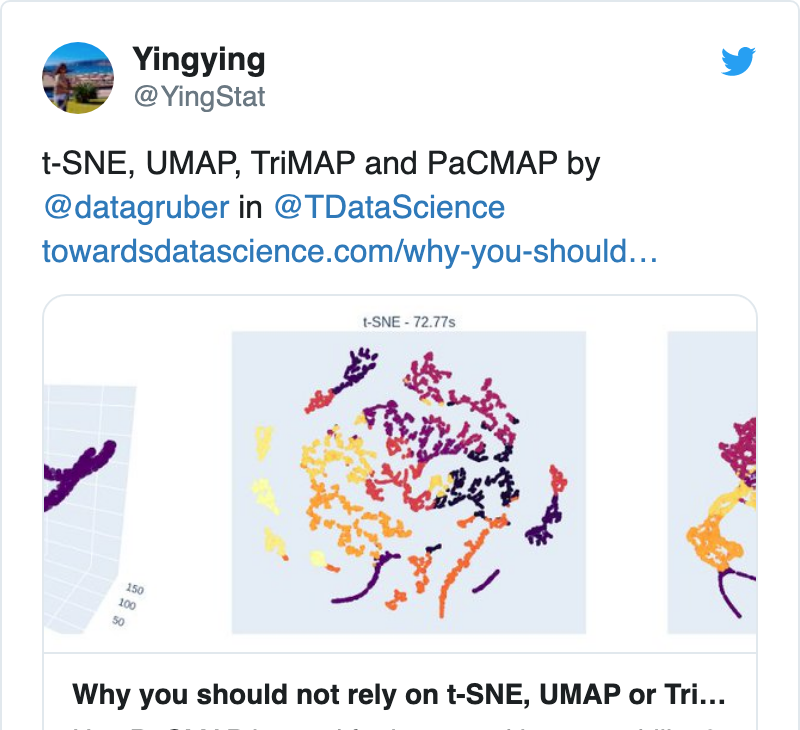 Yingying
@YingStat
t-SNE, UMAP, TriMAP and PaCMAP by
@datagruber in @TDataScience
towardsdatascience.com/why-you-should…
t-SNE - 72.77s
150
100
50
Why you should not rely on t-SNE, UMAP or Tri…